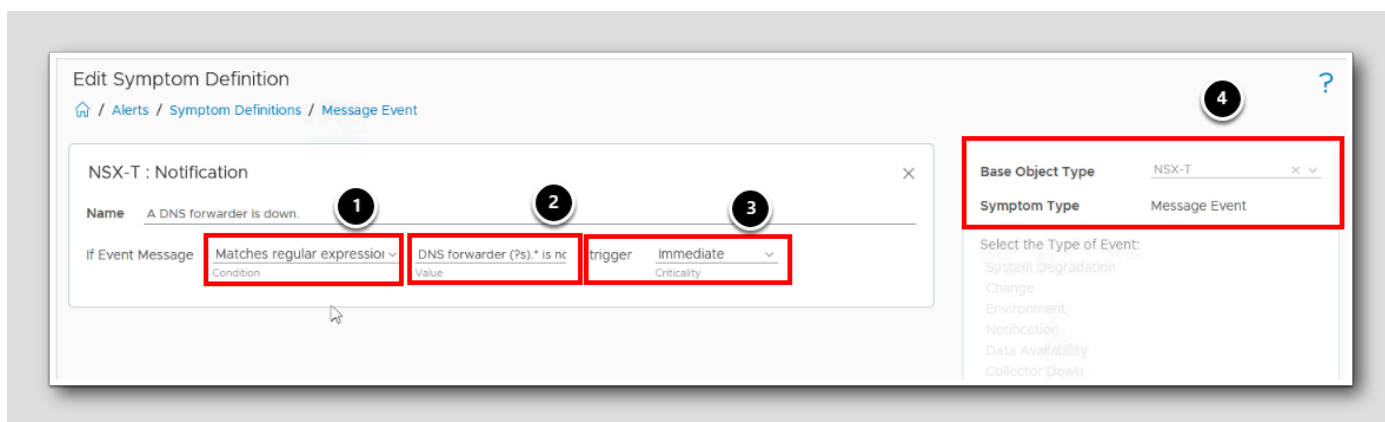 Edit Symptom Definition
?
/ Alerts / Symptom Definitions / Message Event
4
NSX-T : Notification
×
Name A DNS forwarder is down.
1
2
3
If Event Message Matches regular expression DNS forwarder (?s).* is nc trigger Immediate
Condition Value Criticality
Base Object Type NSX-T ×
Symptom Type Message Event
Select the Type of Event:
System Degradation
Change
Environment
Notification
Data Availability
Collector Down